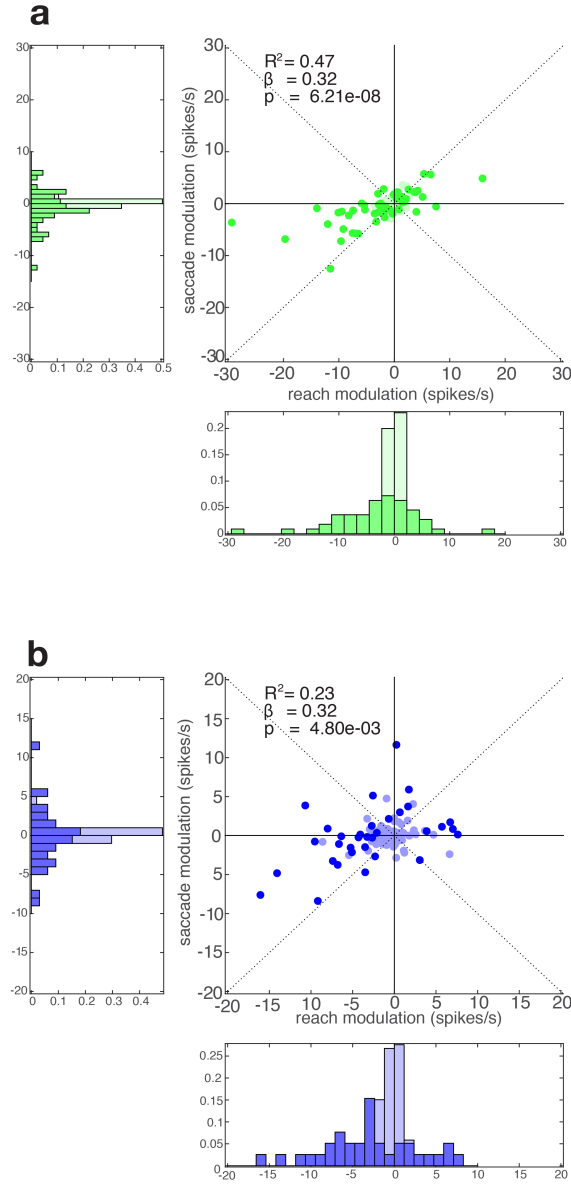 a
30
20
10
0
-10
-20
-30
0 0.1 0.2 0.3 0.4 0.5
saccade modulation (spikes/s)
30
20
10
0
-10
-20
-30
R2= 0.47
β = 0.32
p = 6.21e-08
-30 -20 -10 0 10 20 30
reach modulation (spikes/s)
0.2
0.15
0.1
0.05
0
-30 -20 -10 0 10 20 30
b
20
15
10
5
0
-5
-10
-15
-20
0 0.1 0.2 0.3 0.4
saccade modulation (spikes/s)
20
15
10
5
0
5
-10
-15
-20
R2= 0.23
β = 0.32
p = 4.80e-03
-20 -15 -10 -5 0 5 10 15 20
reach modulation (spikes/s)
0.25
0.2
0.15
0.1
0.05
0
-20 -15 -10 -5 0 5 10 15 20